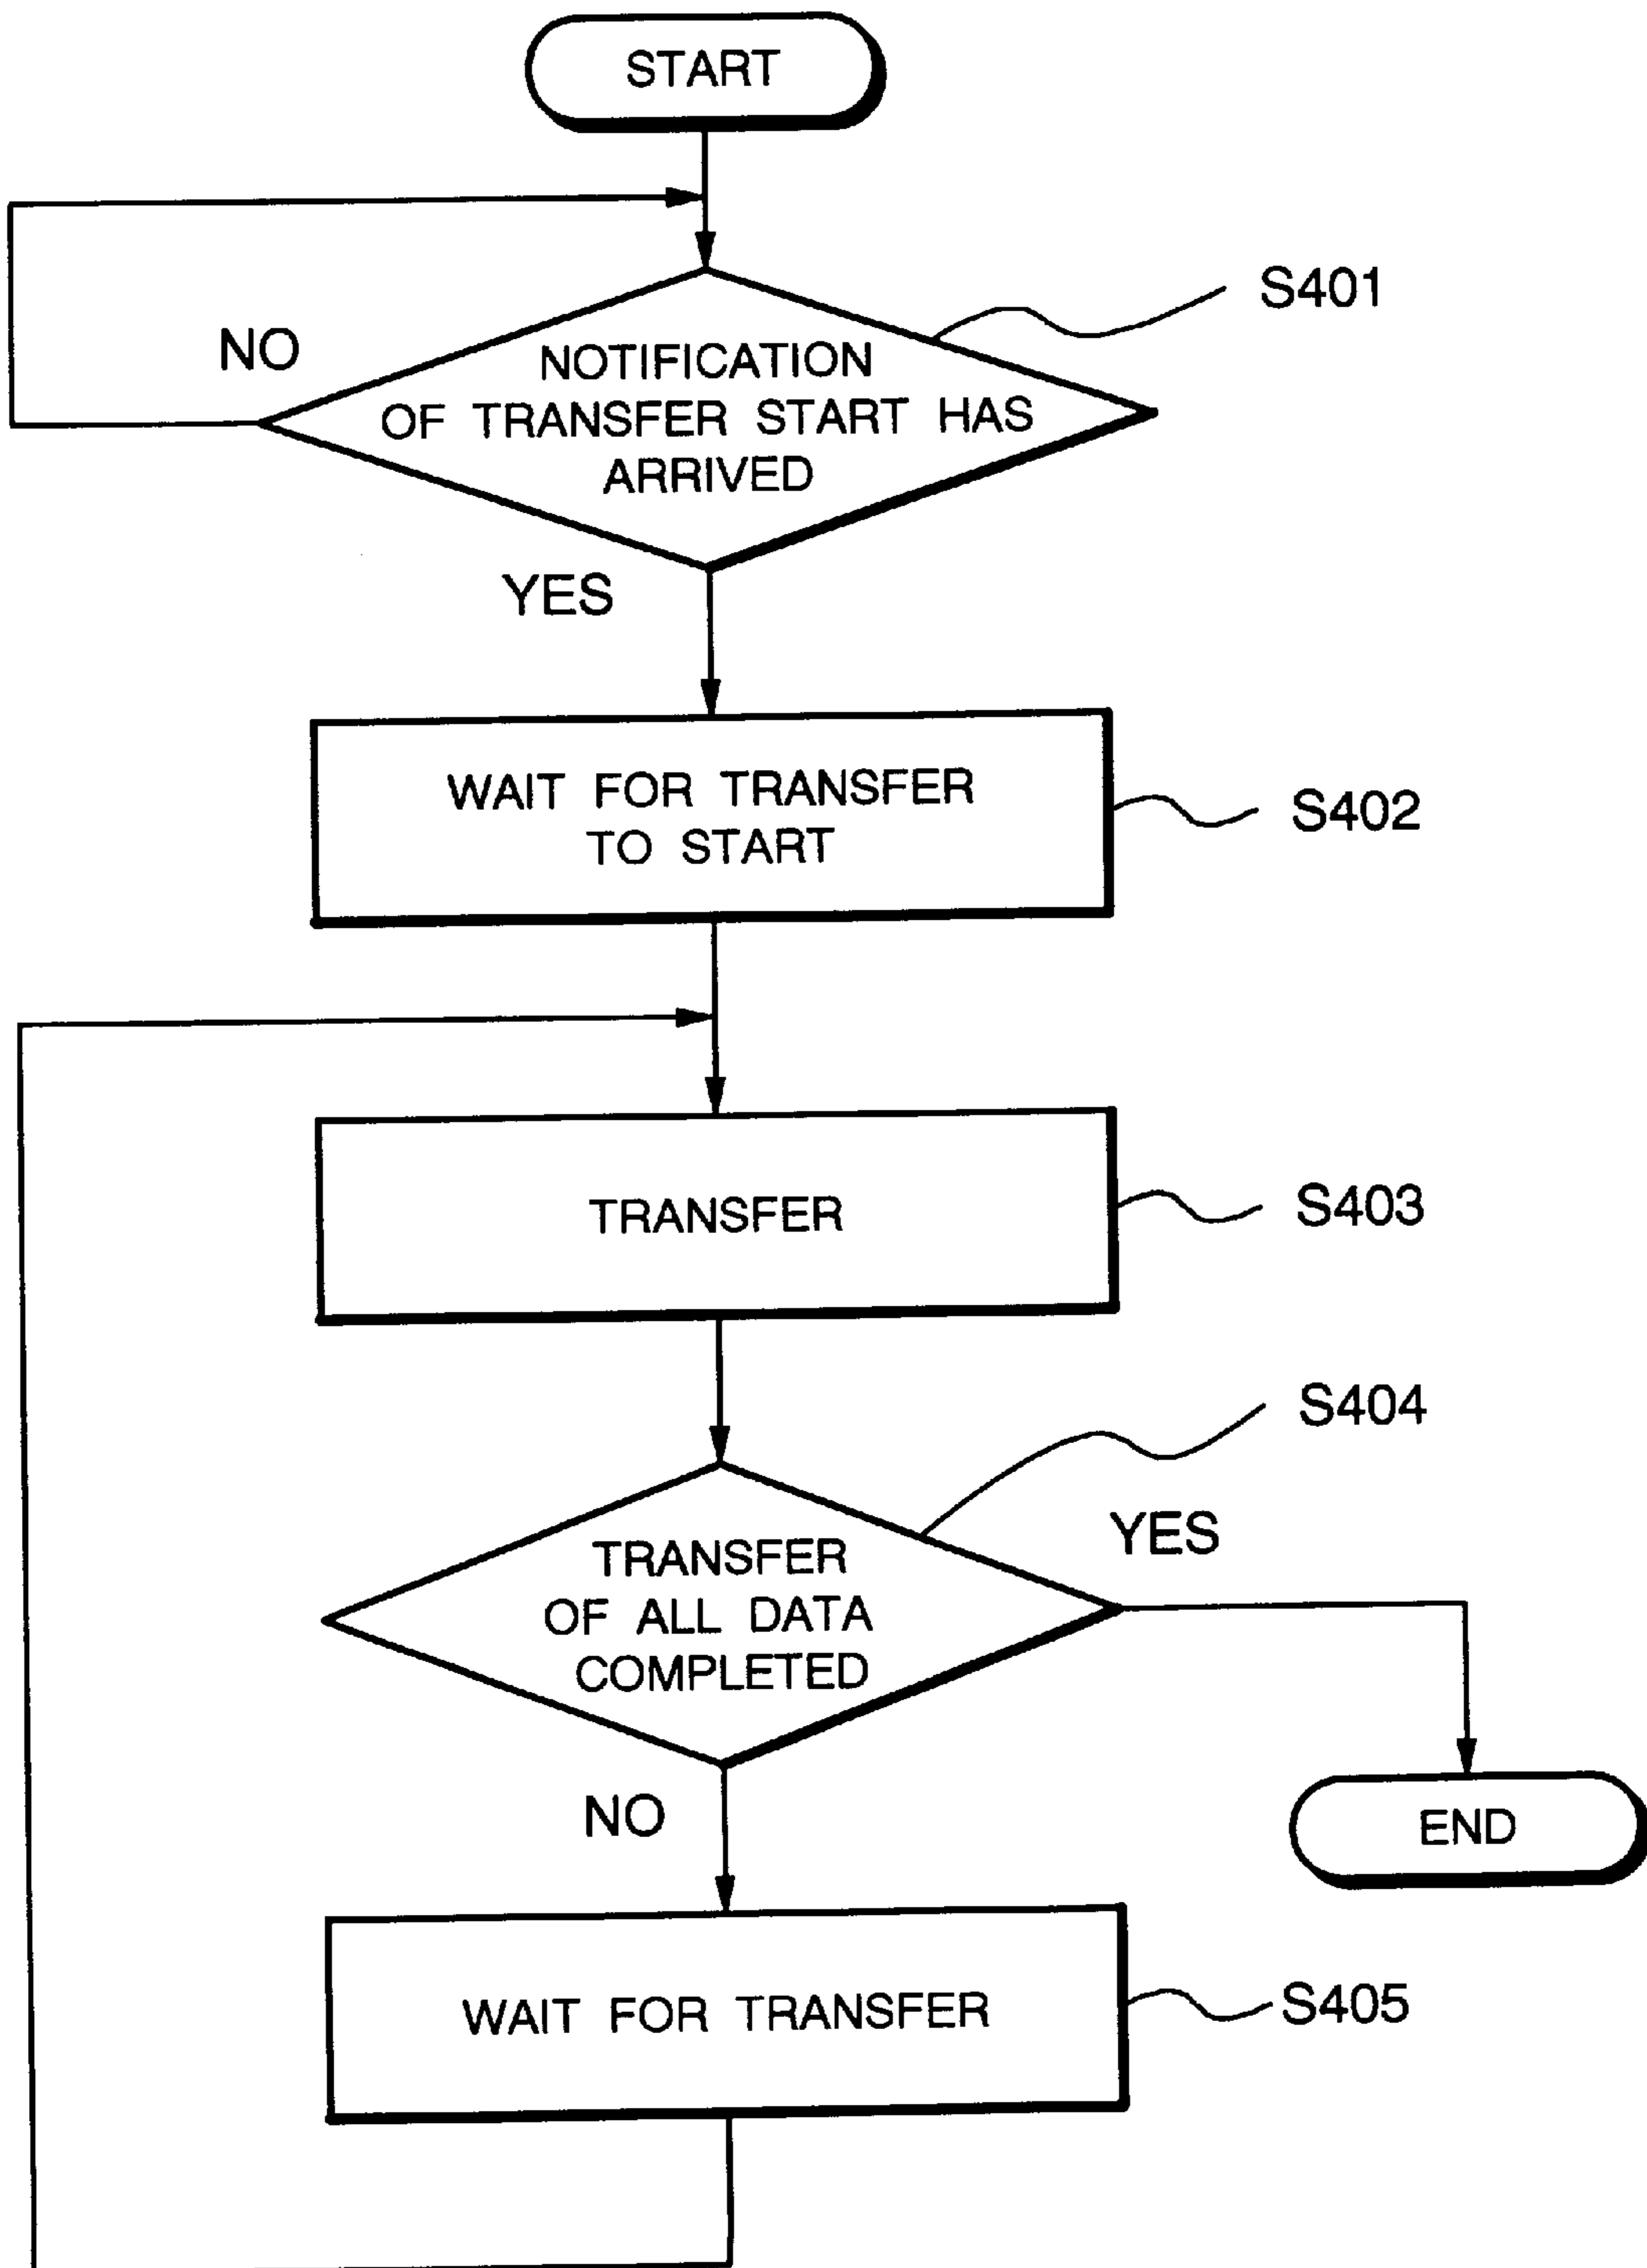 START
S401
NO
NOTIFICATION
OF TRANSFER START HAS
ARRIVED
YES
WAIT FOR TRANSFER
TO START
S402
TRANSFER
S403
S404
YES
TRANSFER
OF ALL DATA
COMPLETED
NO
END
WAIT FOR TRANSFER
S405